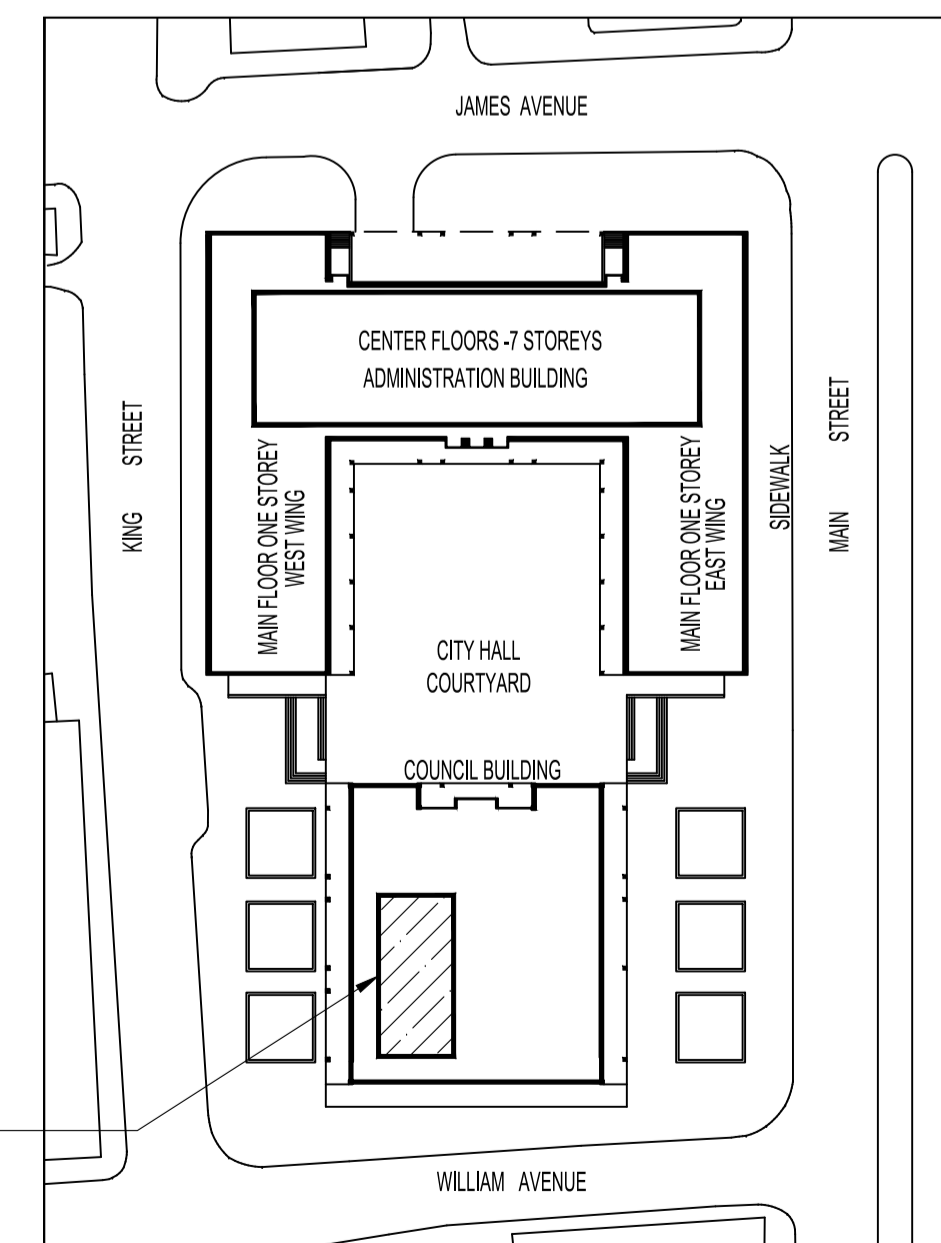 JAMES AVENUE
CENTER FLOORS -7 STOREYS
ADMINISTRATION BUILDING
KING STREET
MAIN FLOOR ONE STOREY
WEST WING
MAIN FLOOR ONE STOREY
EAST WING
SIDEWALK
MAIN STREET
CITY HALL
COURTYARD
COUNCIL BUILDING
WILLIAM AVENUE